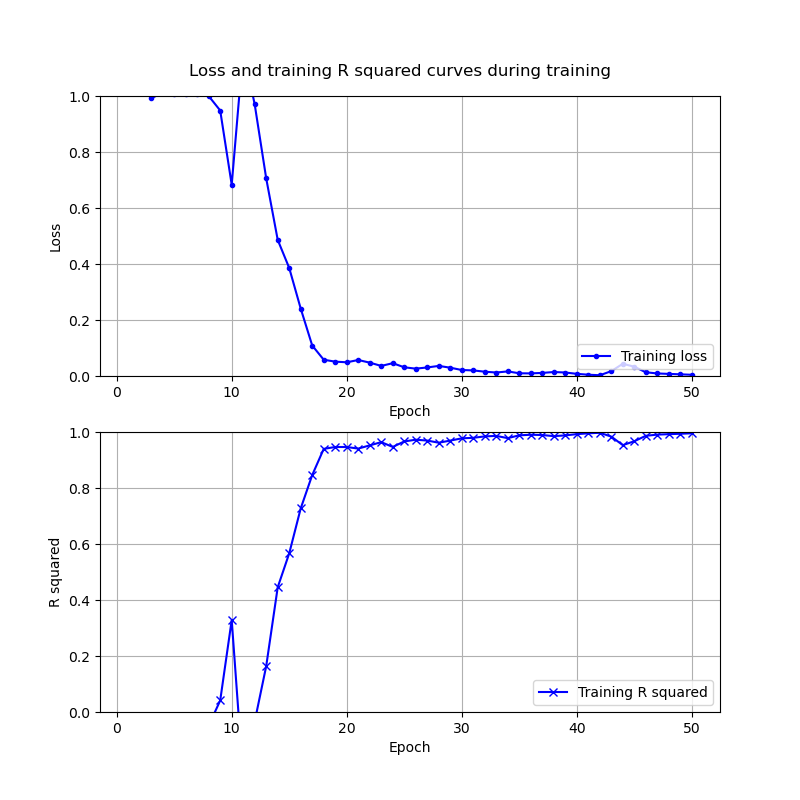 Loss and training R squared curves during training
1.0
0.8
0.6
0.4
0.2
0.0
Loss
0 10 20 30 40 50
Epoch
Training loss
1.0
0.8
0.6
0.4
0.2
0.0
R squared
0 10 20 30 40 50
Epoch
Training R squared